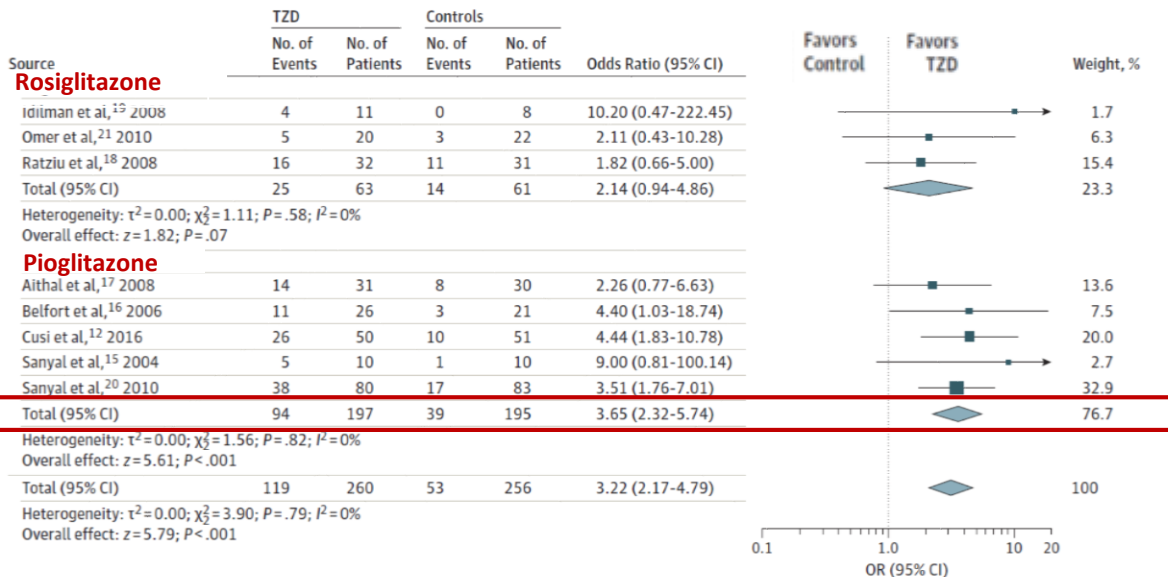 TZD Controls
No. of Events No. of Patients No. of Events No. of Patients Favors Control Favors TZD
Source Odds Ratio (95% CI) Weight, %
Rosiglitazone
Idilman et al,19 2008 4 11 0 8 10.20 (0.47-222.45) 1.7
Omer et al,21 2010 5 20 3 22 2.11 (0.43-10.28) 6.3
Ratziu et al,18 2008 16 32 11 31 1.82 (0.66-5.00) 15.4
Total (95% CI) 25 63 14 61 2.14 (0.94-4.86) 23.3
Heterogeneity: τ2=0.00; χ22=1.11; P=.58; I2=0%
Overall effect: z=1.82; P=.07
Pioglitazone
Aithal et al,17 2008 14 31 8 30 2.26 (0.77-6.63) 13.6
Belfort et al,16 2006 11 26 3 21 4.40 (1.03-18.74) 7.5
Cusi et al,12 2016 26 50 10 51 4.44 (1.83-10.78) 20.0
Sanyal et al,15 2004 5 10 1 10 9.00 (0.81-100.14) 2.7
Sanyal et al,20 2010 38 80 17 83 3.51 (1.76-7.01) 32.9
Total (95% CI) 94 197 39 195 3.65 (2.32-5.74) 76.7
Heterogeneity: τ2=0.00; χ22=1.56; P=.82; I2=0%
Overall effect: z=5.61; P<.001
Total (95% CI) 119 260 53 256 3.22 (2.17-4.79) 100
Heterogeneity: τ2=0.00; χ22=3.90; P=.79; I2=0%
Overall effect: z=5.79; P<.001
0.1 1.0 10 20
OR (95% CI)